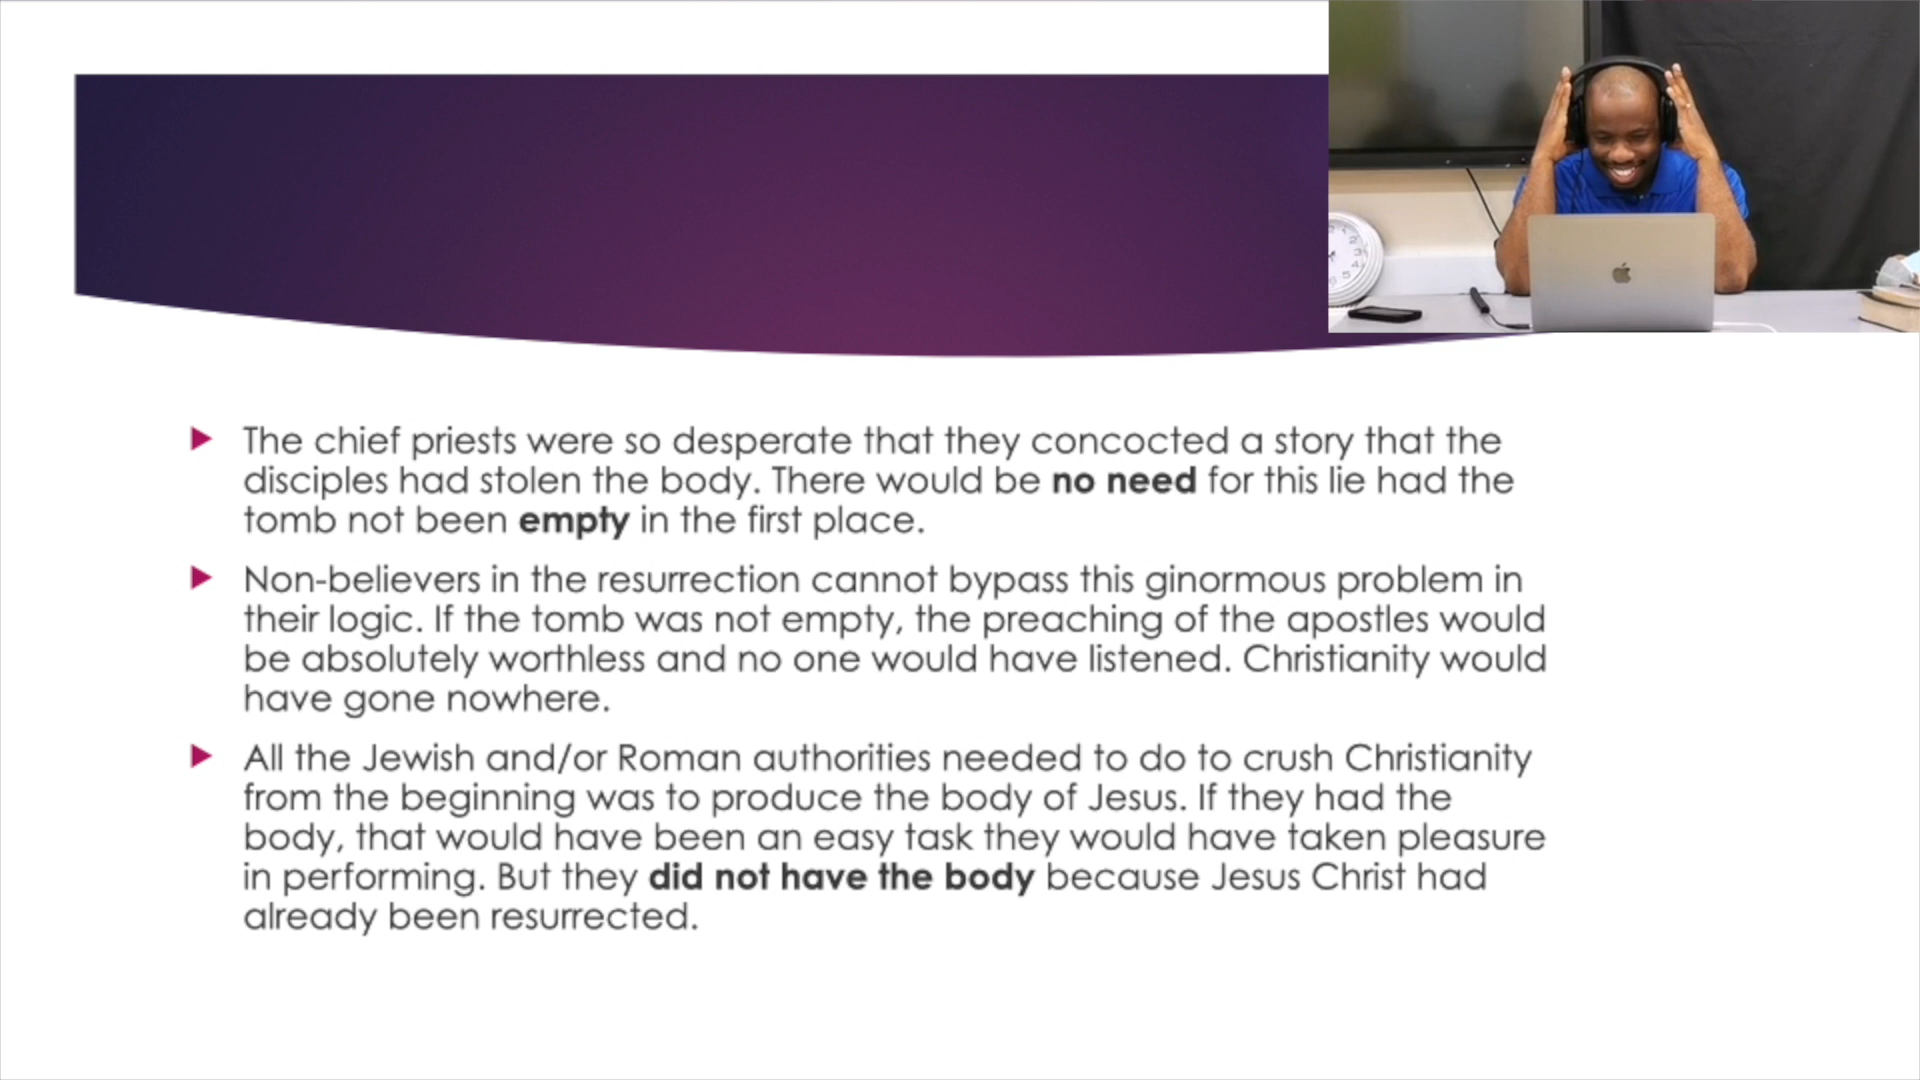 The chief priests were so desperate that they concocted a story that the
disciples had stolen the body. There would be no need for this lie had the
tomb not been empty in the first place.
Non-believers in the resurrection cannot bypass this ginormous problem in
their logic. If the tomb was not empty, the preaching of the apostles would
be absolutely worthless and no one would have listened. Christianity would
have gone nowhere.
All the Jewish and/or Roman authorities needed to do to crush Christianity
from the beginning was to produce the body of Jesus. If they had the
body, that would have been an easy task they would have taken pleasure
in performing. But they did not have the body because Jesus Christ had
already been resurrected.